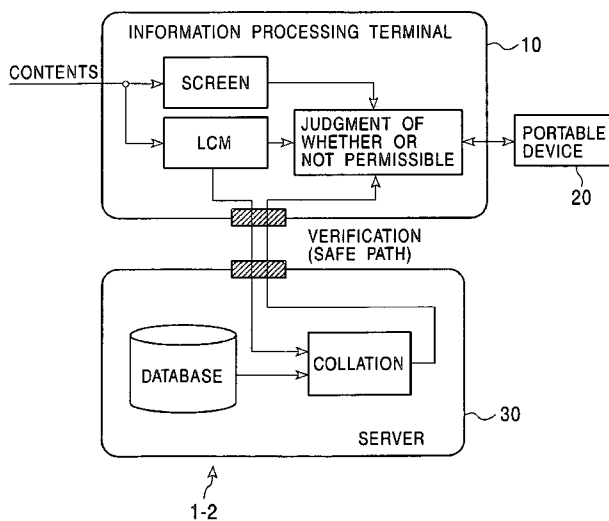 INFORMATION PROCESSING TERMINAL
10
CONTENTS
SCREEN
LCM
JUDGMENT OF
WHETHER OR
NOT PERMISSIBLE
PORTABLE
DEVICE
20
VERIFICATION
(SAFE PATH)
DATABASE
COLLATION
30
SERVER
1-2